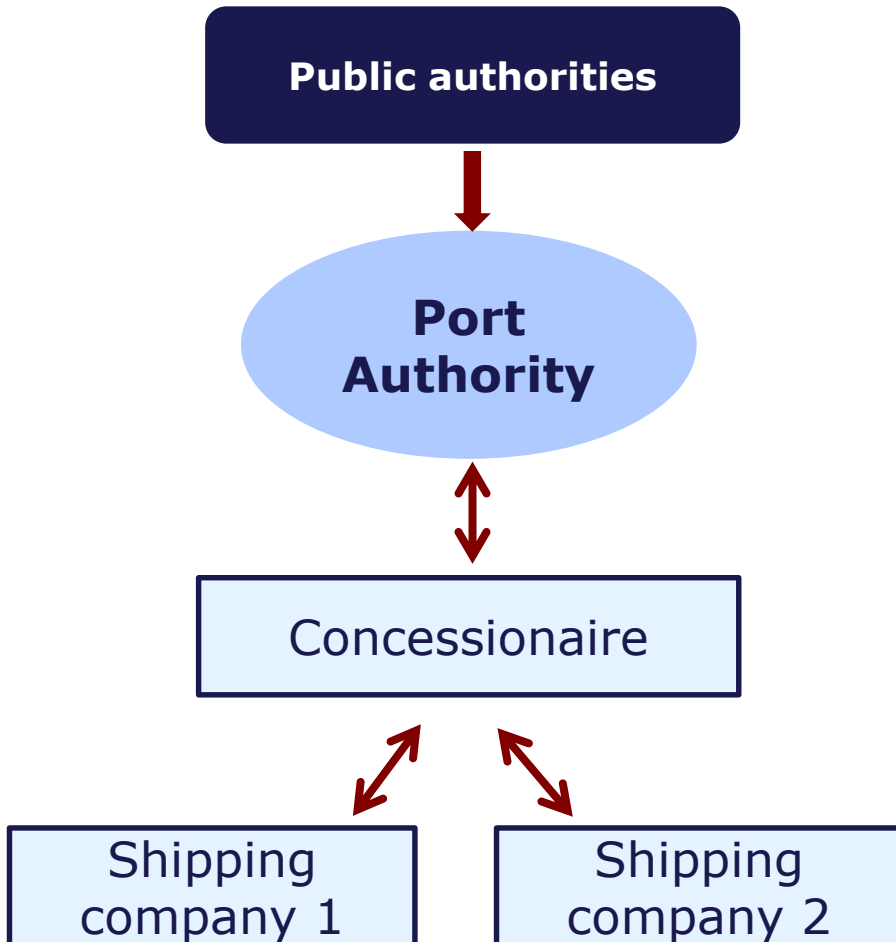 Public authorities
Port
Authority
Concessionaire
Shipping
company 1
Shipping
company 2